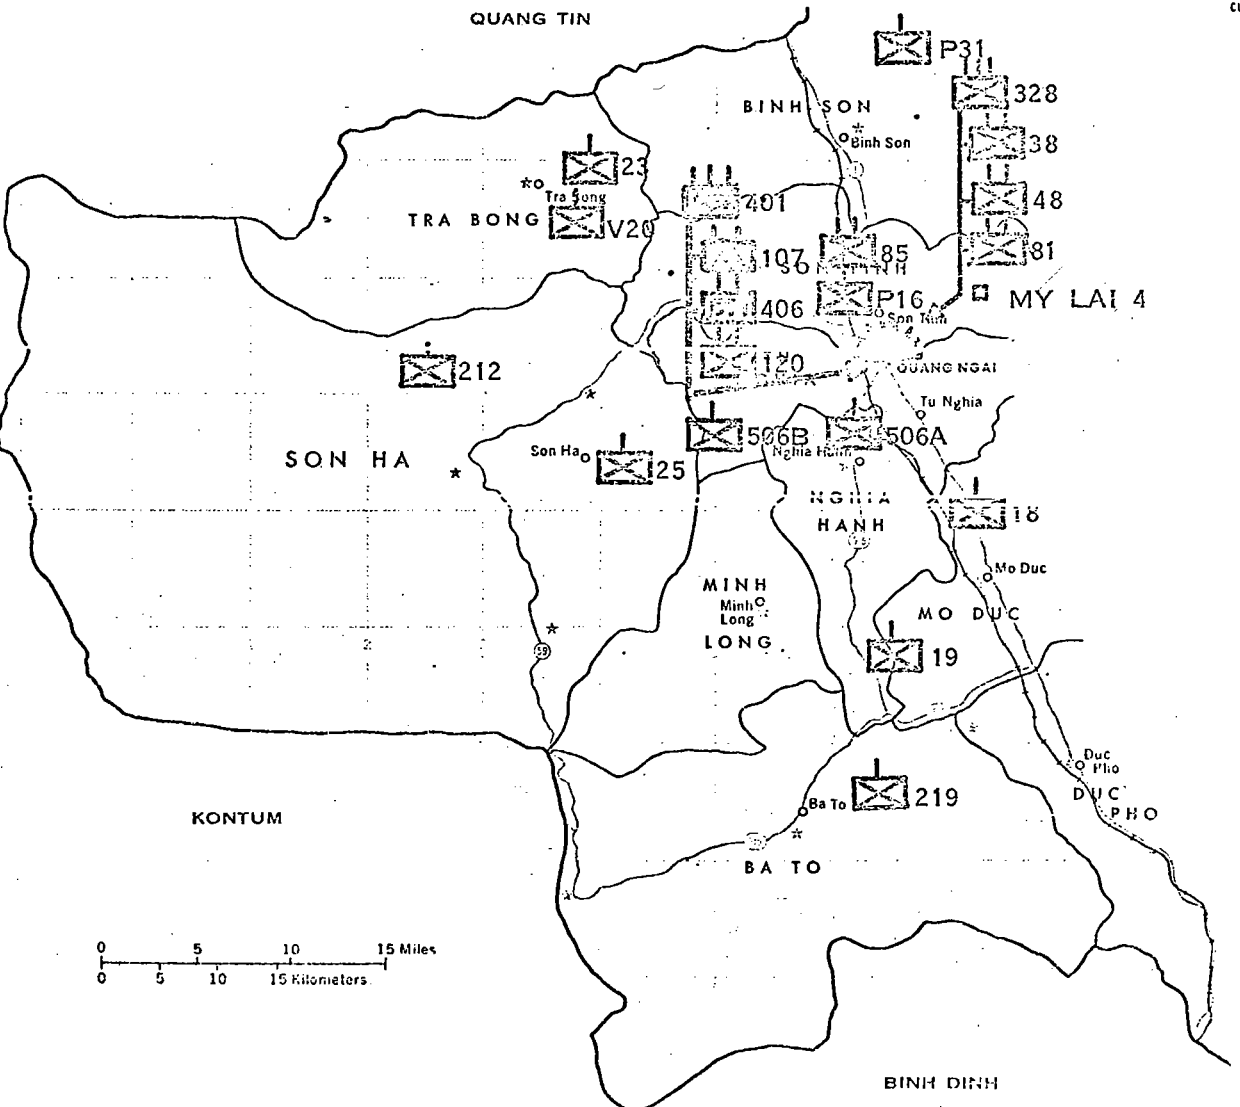 QUANG TIN
P31
328
BINH SON
Binh Son
38
23
Tra Bong
401
48
TRA BONG
V20
107
85
81
SON TINH
P16
MY LAI 4
406
Son Tinh
212
120
QUANG NGAI
Tu Nghia
506B
506A
Son Ha
Nghia Hanh
SON HA
25
NGHIA
HANH
18
Mo Duc
MINH
Minh
Long
LONG
MO DUC
19
59
Duc
Pho
DUC
PHO
219
Ba To
KONTUM
BA TO
0 5 10 15 Miles
0 5 10 15 Kilometers
BINH DINH